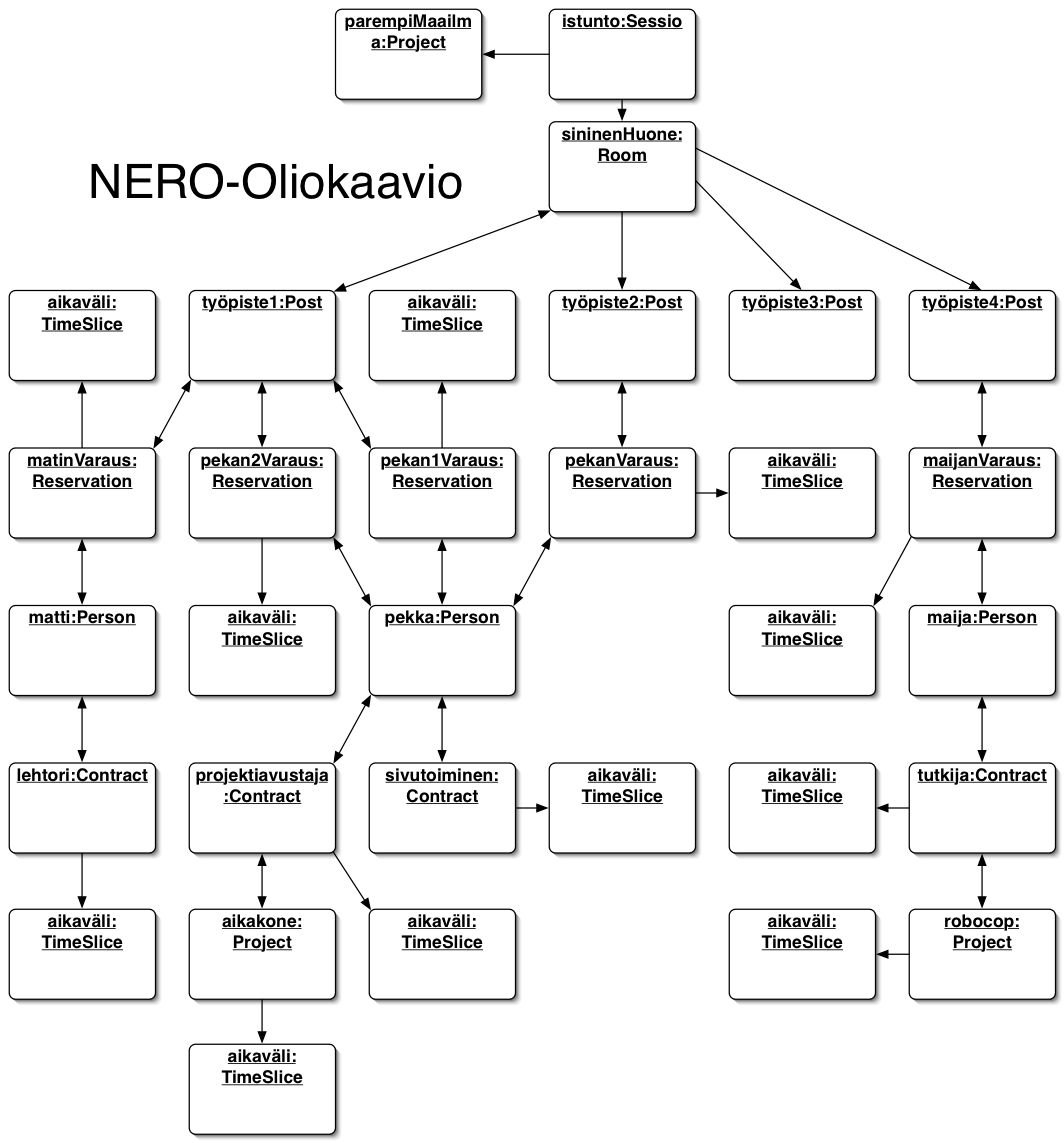 parempiMaailm
a:Project
istunto:Sessio
sininenHuone:
Room
NERO-Oliokaavio
aikaväli:
TimeSlice
työpiste1:Post
aikaväli:
TimeSlice
työpiste2:Post
työpiste3:Post
työpiste4:Post
matinVaraus:
Reservation
pekan2Varaus:
Reservation
pekan1Varaus:
Reservation
pekanVaraus:
Reservation
aikaväli:
TimeSlice
maijanVaraus:
Reservation
matti:Person
aikaväli:
TimeSlice
pekka:Person
aikaväli:
TimeSlice
maija:Person
lehtori:Contract
projektiavustaja
:Contract
sivutoiminen:
Contract
aikaväli:
TimeSlice
aikaväli:
TimeSlice
tutkija:Contract
aikaväli:
TimeSlice
aikakone:
Project
aikaväli:
TimeSlice
aikaväli:
TimeSlice
robocop:
Project
aikaväli:
TimeSlice